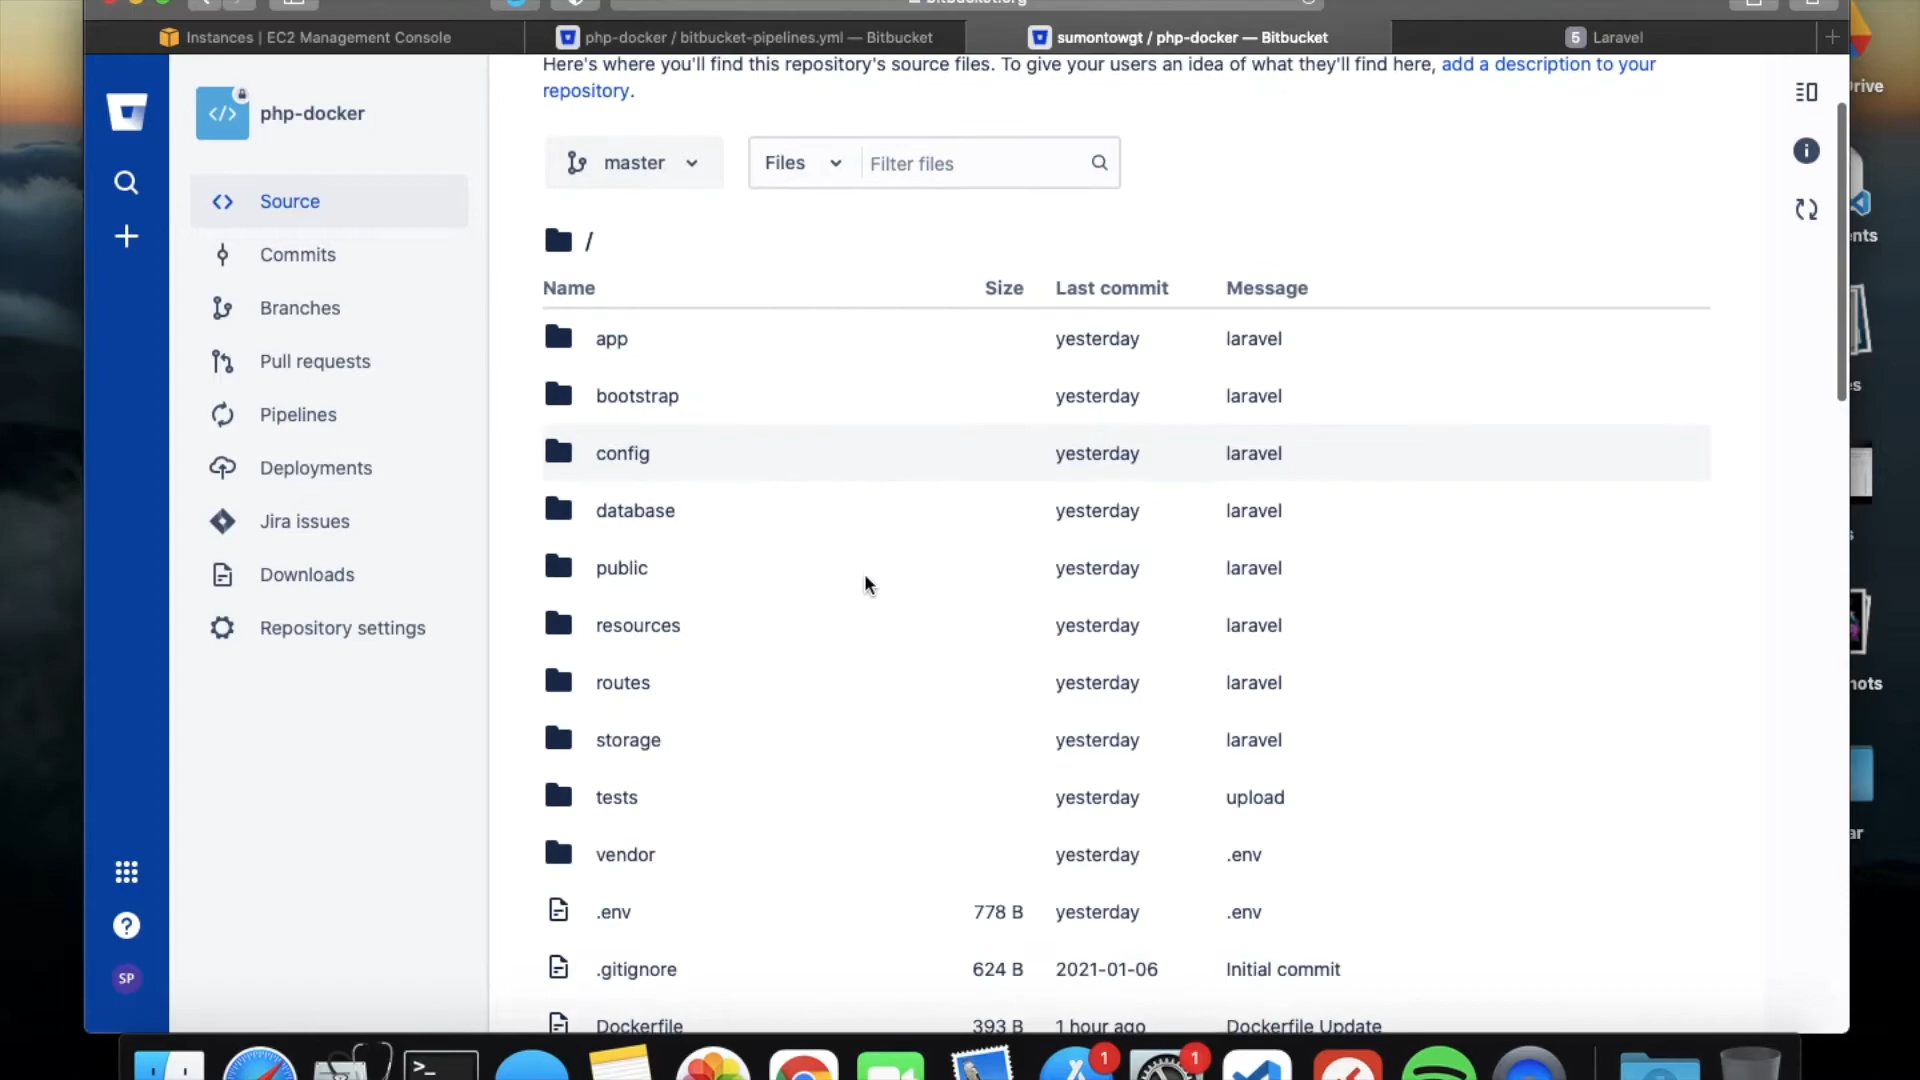 bitbucket.org
Instances | EC2 Management Console
php-docker / bitbucket-pipelines.yml — Bitbucket
sumontowgt / php-docker — Bitbucket
5 Laravel
Here's where you'll find this repository's source files. To give your users an idea of what they'll find here, add a description to your
repository.
php-docker
master
Files
Filter files
Source
Commits
Branches
Pull requests
Pipelines
Deployments
Jira issues
Downloads
Repository settings
/
Name Size Last commit Message
app yesterday laravel
bootstrap yesterday laravel
config yesterday laravel
database yesterday laravel
public yesterday laravel
resources yesterday laravel
routes yesterday laravel
storage yesterday laravel
tests yesterday upload
vendor yesterday .env
.env 778 B yesterday .env
.gitignore 624 B 2021-01-06 Initial commit
Dockerfile 393 B 1 hour ago Dockerfile Update
SP
1
1